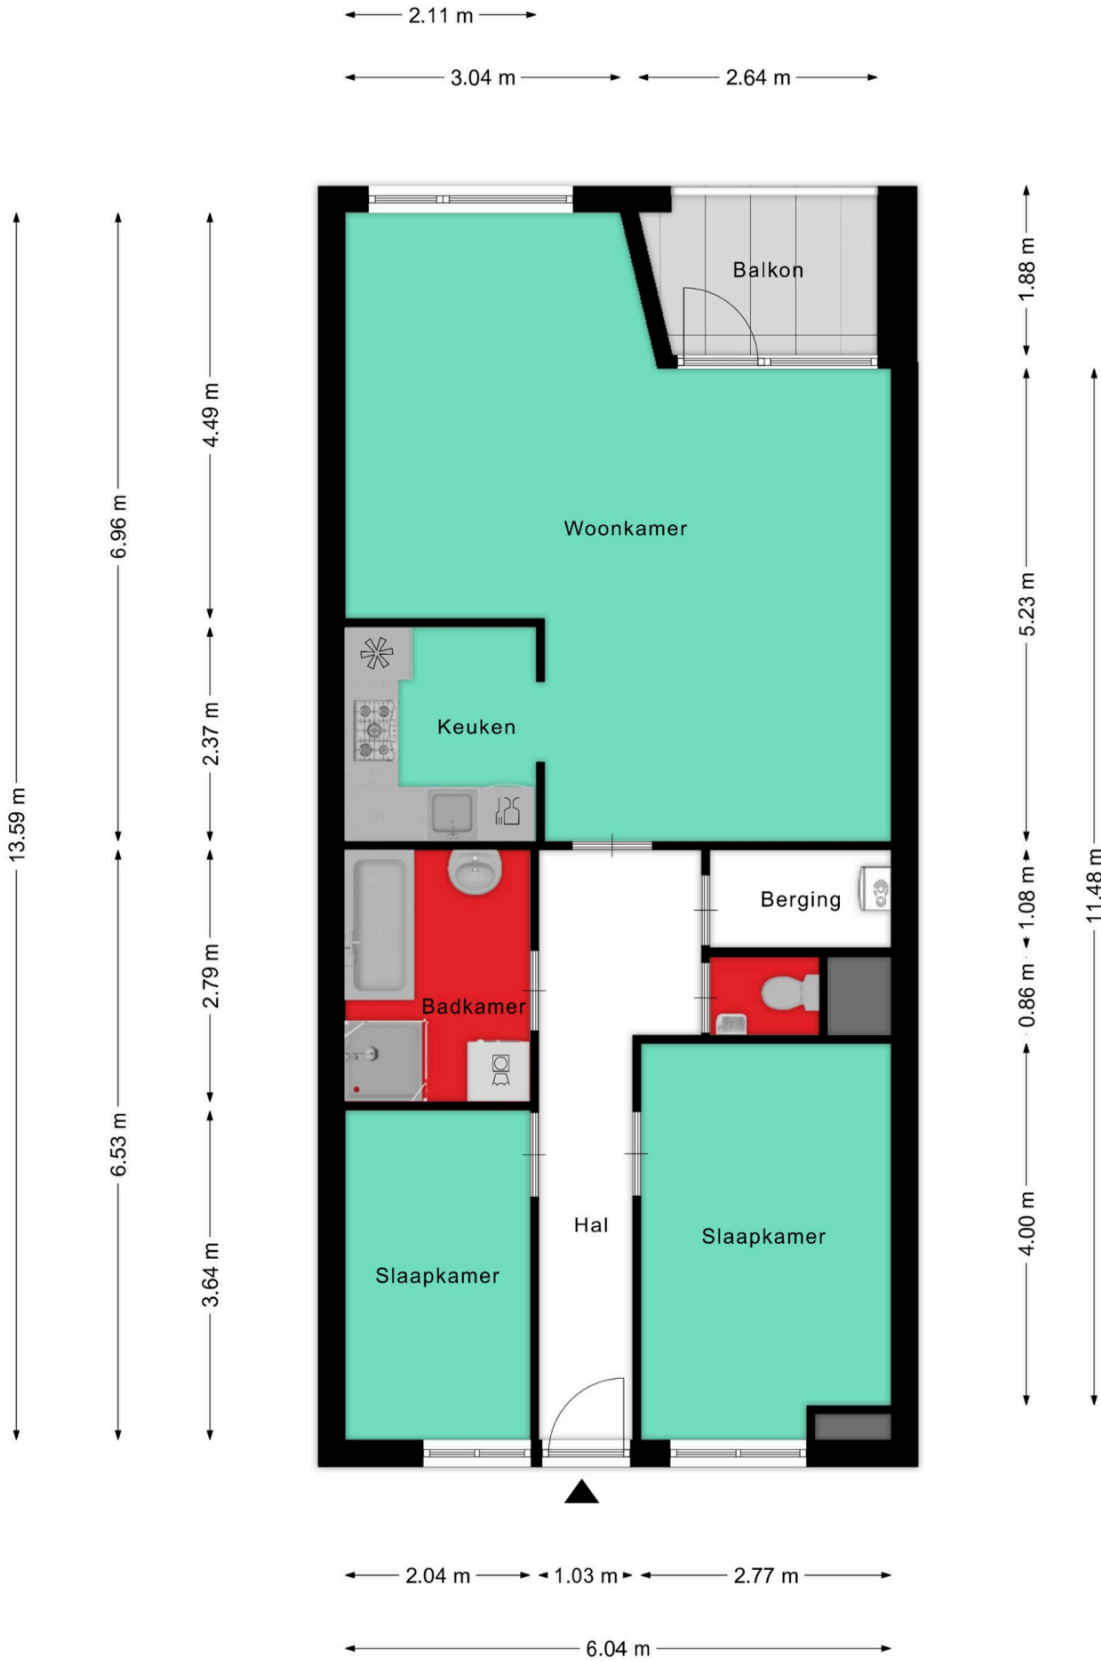 2.11 m
3.04 m
2.64 m
Balkon
1.88 m
4.49 m
6.96 m
Woonkamer
5.23 m
Keuken
2.37 m
13.59 m
11.48 m
Berging
1.08 m
2.79 m
Badkamer
0.86 m
6.53 m
Hal
Slaapkamer
4.00 m
Slaapkamer
3.64 m
2.04 m
1.03 m
2.77 m
6.04 m